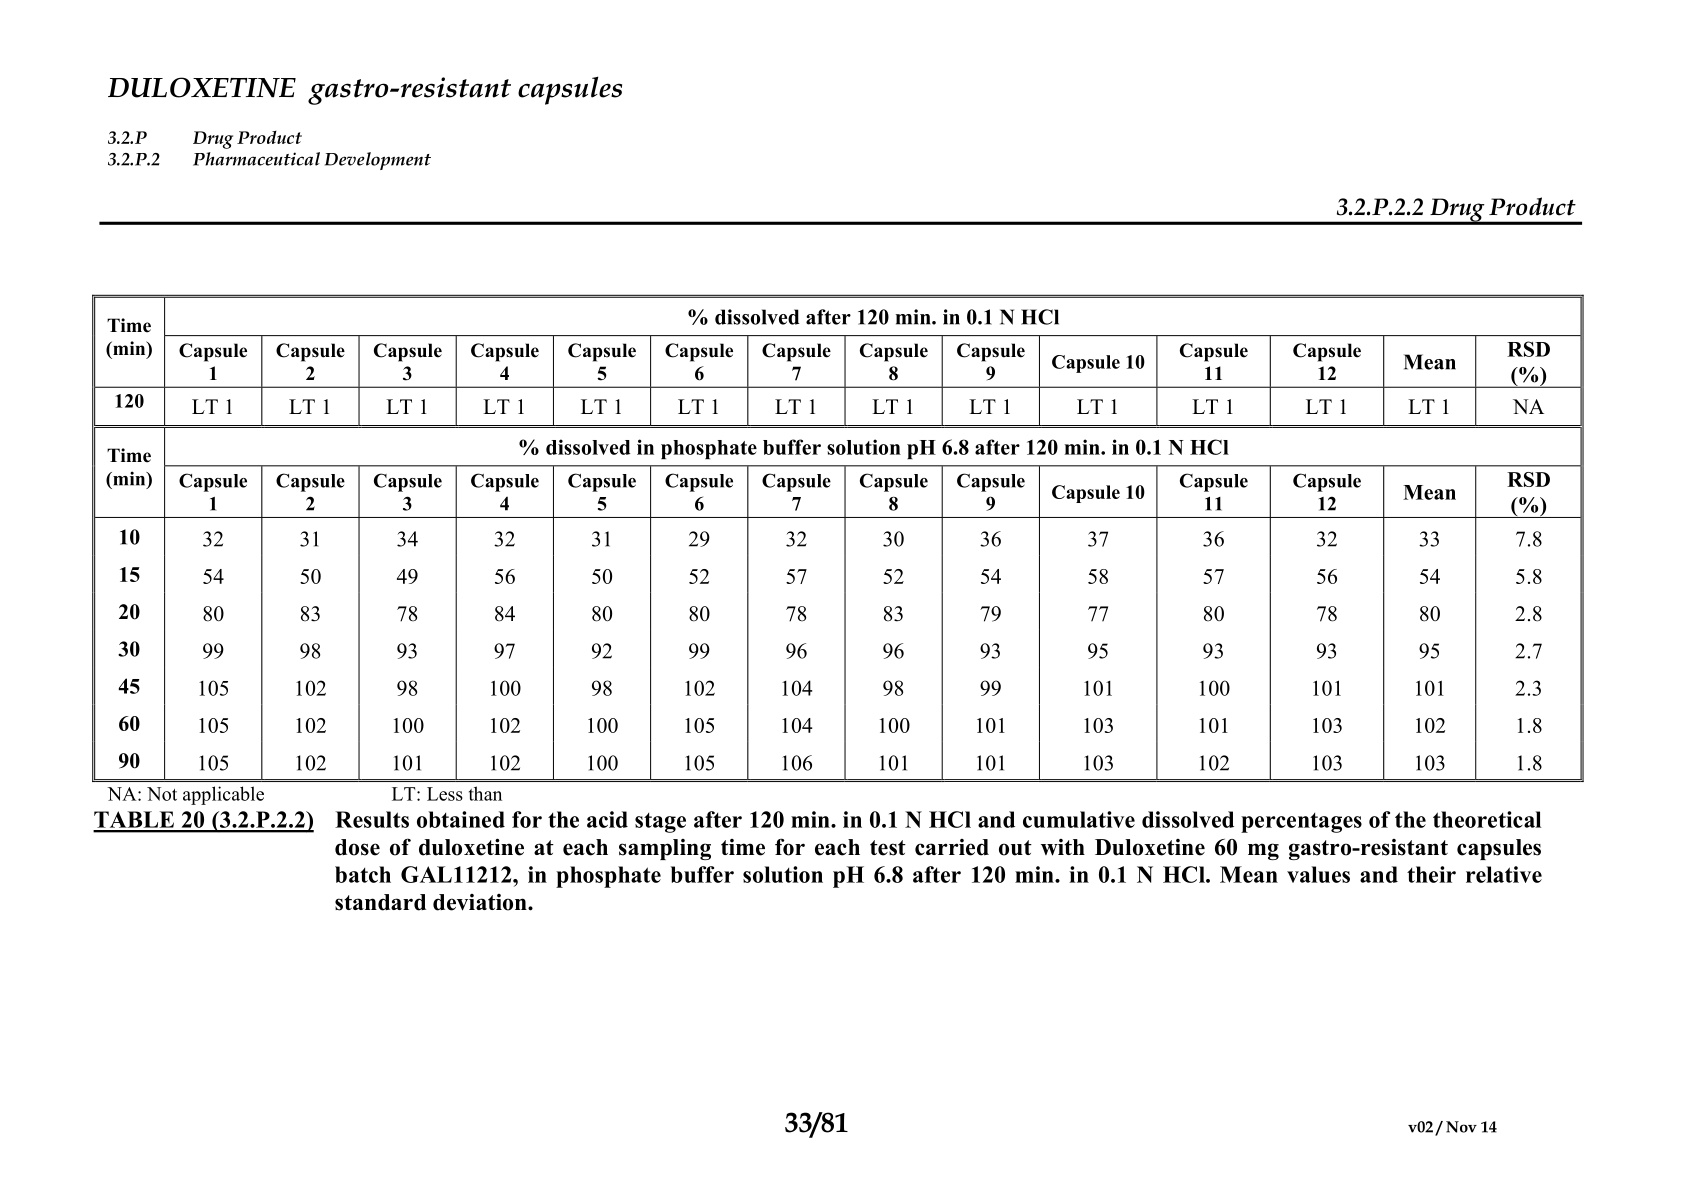 DULOXETINE gastro-resistant capsules
3.2.P Drug Product
3.2.P.2 Pharmaceutical Development
3.2.P.2.2 Drug Product
Time (min) % dissolved after 120 min. in 0.1 N HCl
Capsule 1 Capsule 2 Capsule 3 Capsule 4 Capsule 5 Capsule 6 Capsule 7 Capsule 8 Capsule 9 Capsule 10 Capsule 11 Capsule 12 Mean RSD (%)
120 LT 1 LT 1 LT 1 LT 1 LT 1 LT 1 LT 1 LT 1 LT 1 LT 1 LT 1 LT 1 LT 1 NA
Time (min) % dissolved in phosphate buffer solution pH 6.8 after 120 min. in 0.1 N HCl
Capsule 1 Capsule 2 Capsule 3 Capsule 4 Capsule 5 Capsule 6 Capsule 7 Capsule 8 Capsule 9 Capsule 10 Capsule 11 Capsule 12 Mean RSD (%)
10 32 31 34 32 31 29 32 30 36 37 36 32 33 7.8
15 54 50 49 56 50 52 57 52 54 58 57 56 54 5.8
20 80 83 78 84 80 80 78 83 79 77 80 78 80 2.8
30 99 98 93 97 92 99 96 96 93 95 93 93 95 2.7
45 105 102 98 100 98 102 104 98 99 101 100 101 101 2.3
60 105 102 100 102 100 105 104 100 101 103 101 103 102 1.8
90 105 102 101 102 100 105 106 101 101 103 102 103 103 1.8
NA: Not applicable LT: Less than
TABLE 20 (3.2.P.2.2) Results obtained for the acid stage after 120 min. in 0.1 N HCl and cumulative dissolved percentages of the theoretical
dose of duloxetine at each sampling time for each test carried out with Duloxetine 60 mg gastro-resistant capsules
batch GAL11212, in phosphate buffer solution pH 6.8 after 120 min. in 0.1 N HCl. Mean values and their relative
standard deviation.
33/81
v02 / Nov 14